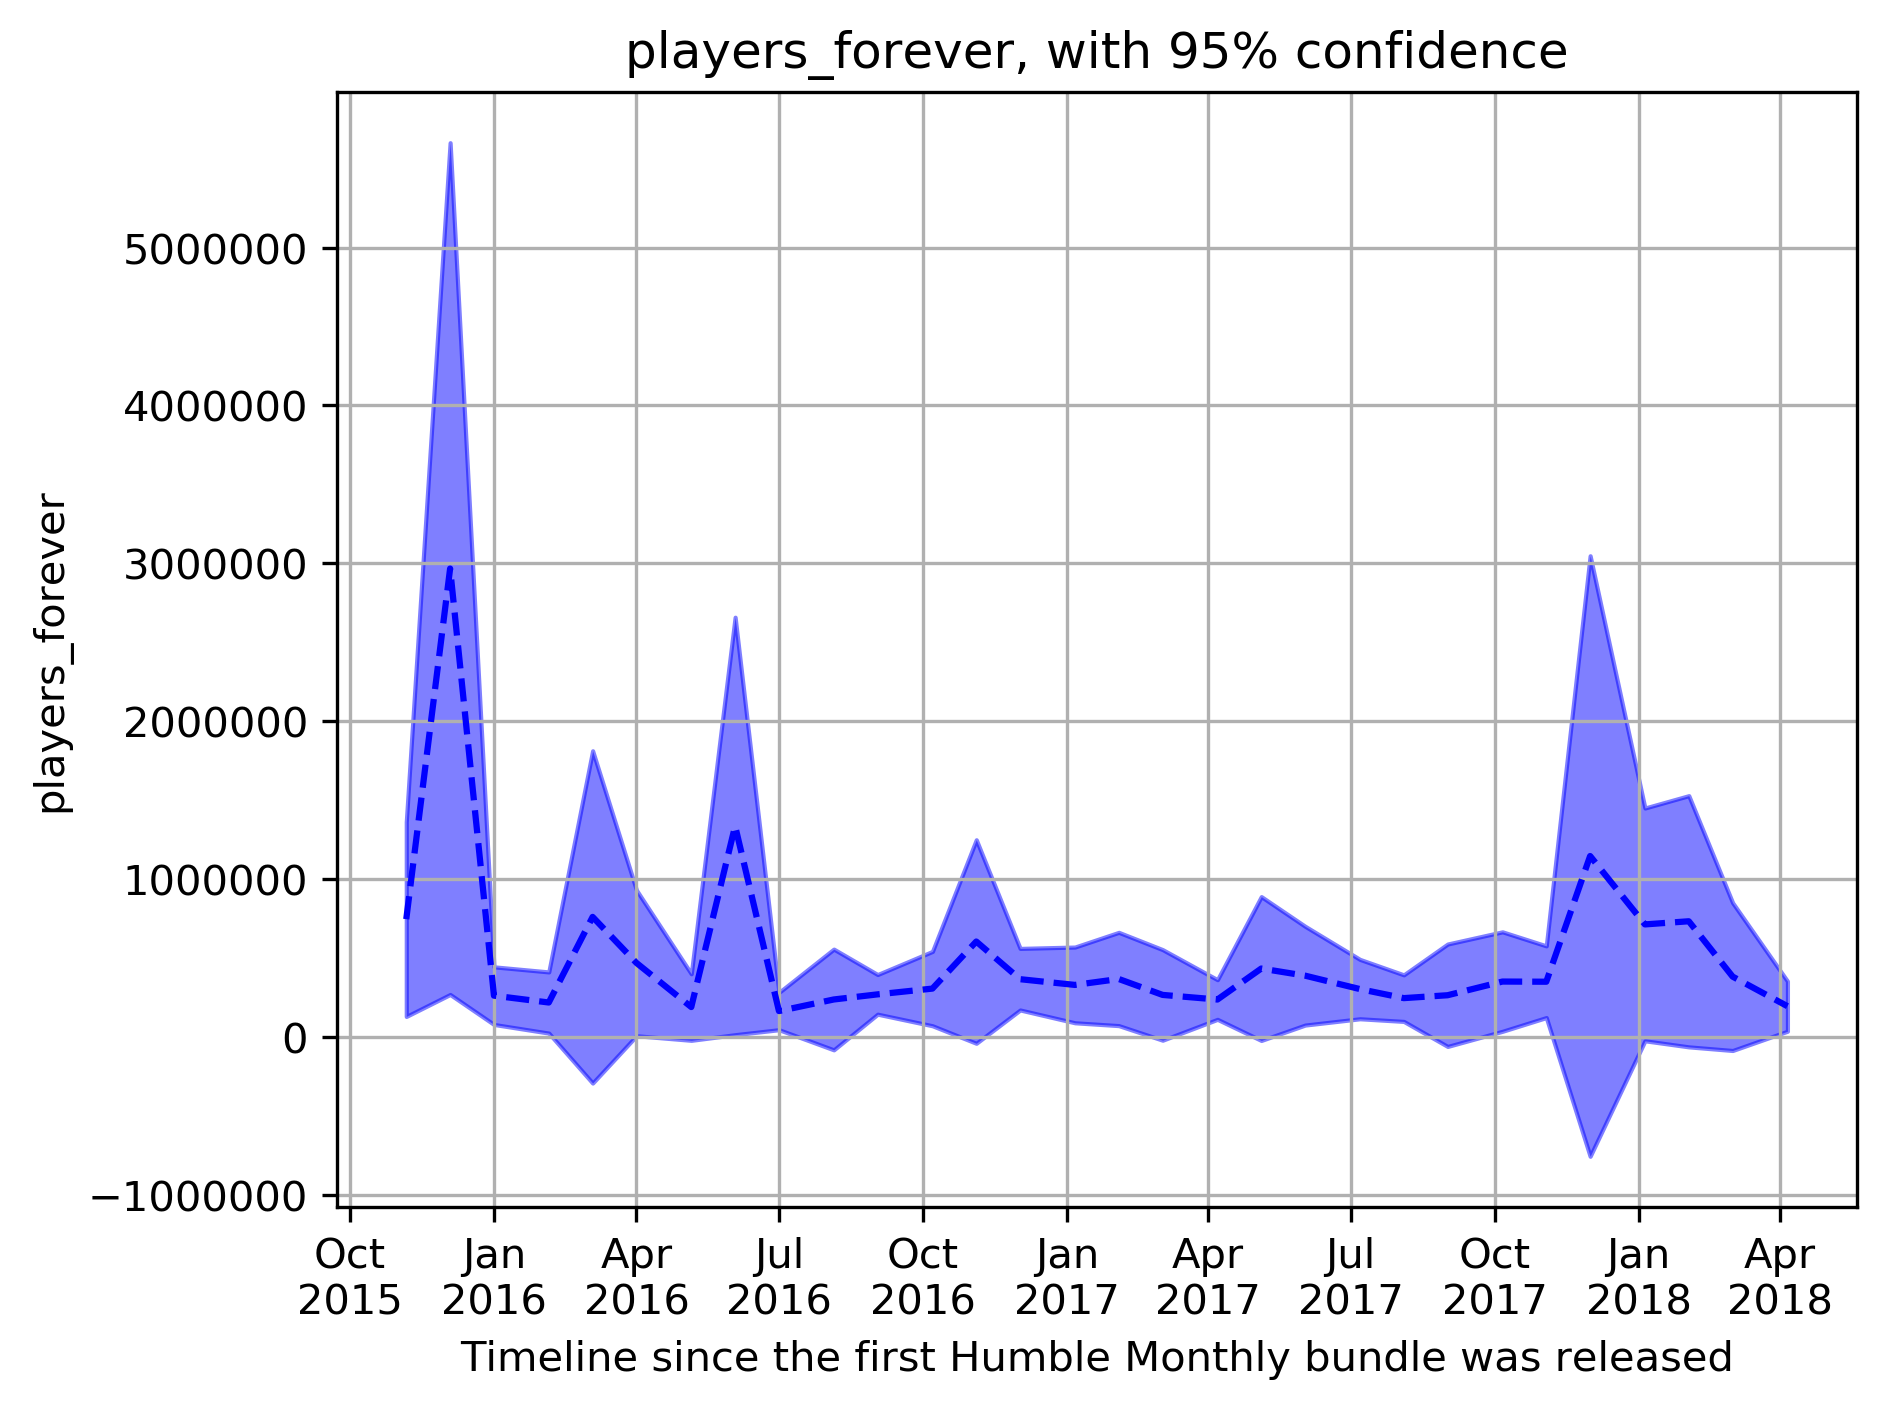 players_forever, with 95% confidence
players_forever
5000000
4000000
3000000
2000000
1000000
0
−1000000
Oct Jan Apr Jul Oct Jan Apr Jul Oct Jan Apr
2015 2016 2016 2016 2016 2017 2017 2017 2017 2018 2018
Timeline since the first Humble Monthly bundle was released